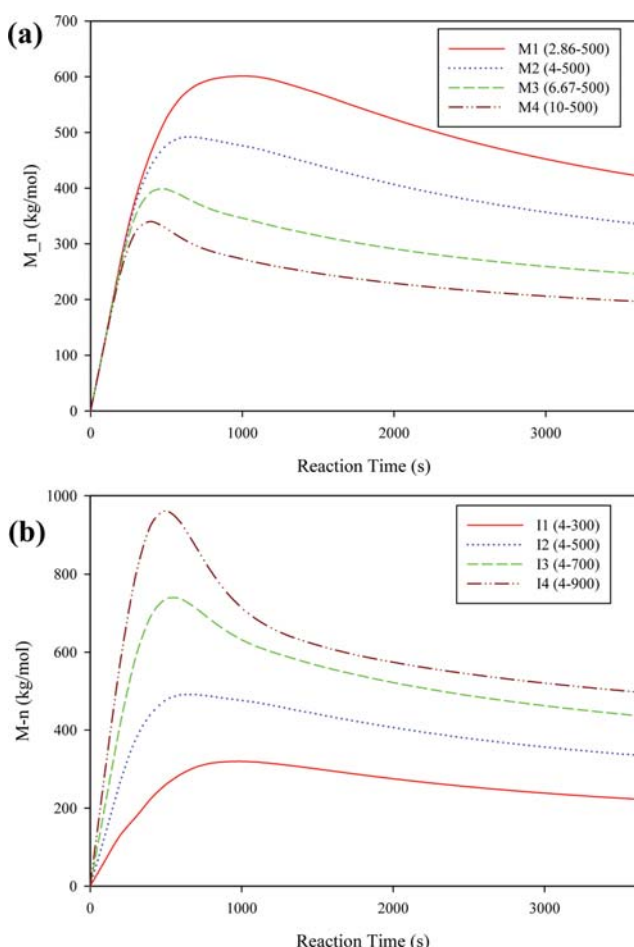 (a)
700
600
500
400
300
200
100
0
M_n (kg/mol)
M1 (2.86-500)
M2 (4-500)
M3 (6.67-500)
M4 (10-500)
0 1000 2000 3000
Reaction Time (s)
(b)
1000
800
600
400
200
0
M-n (kg/mol)
I1 (4-300)
I2 (4-500)
I3 (4-700)
I4 (4-900)
0 1000 2000 3000
Reaction Time (s)